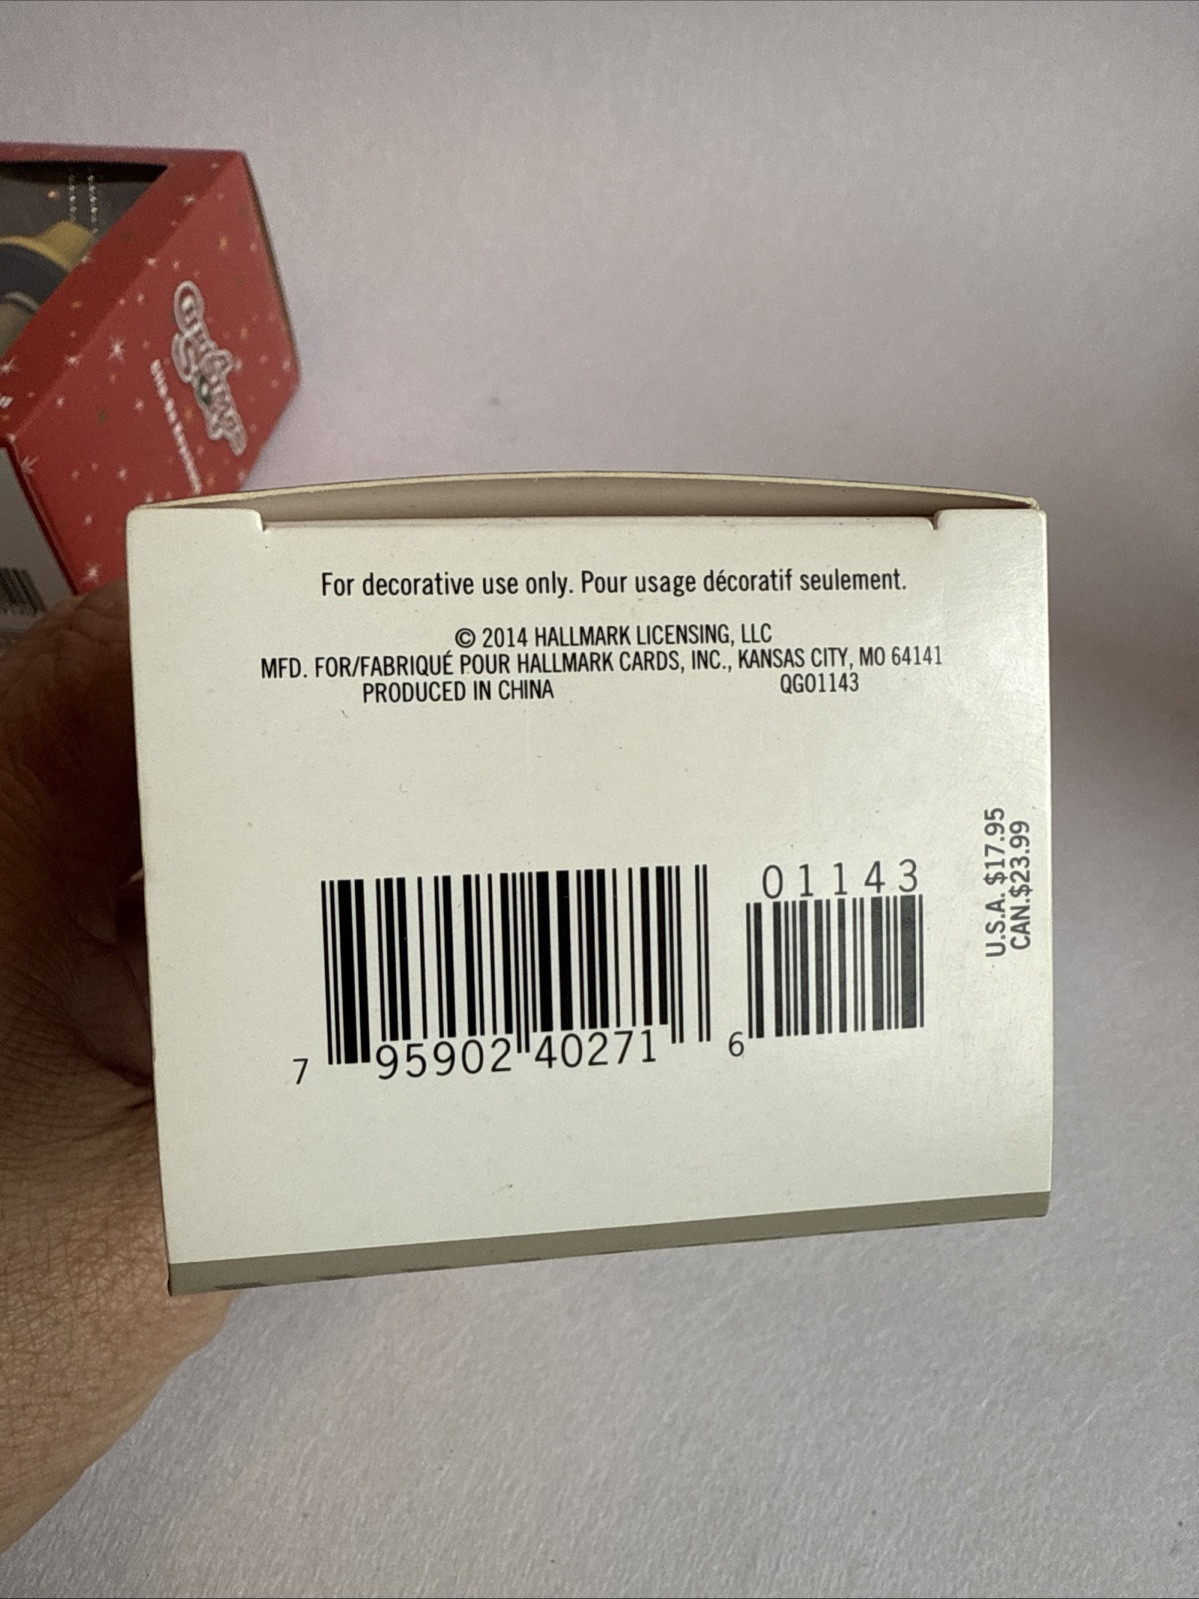 For decorative use only. Pour usage décoratif seulement.
© 2014 HALLMARK LICENSING, LLC
MFD. FOR/FABRIQUÉ POUR HALLMARK CARDS, INC., KANSAS CITY, MO 64141
PRODUCED IN CHINA QGO1143
U.S.A. $17.95
CAN.$23.99
01143
7 95902 40271 6